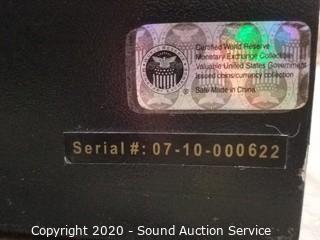 Certified World Reserve
Monetary Exchange Collection
Valuable United States Government
Issued coins/currency collection
Safe Made in China
®
Serial #: 07-10-000622
Copyright 2020 - Sound Auction Service